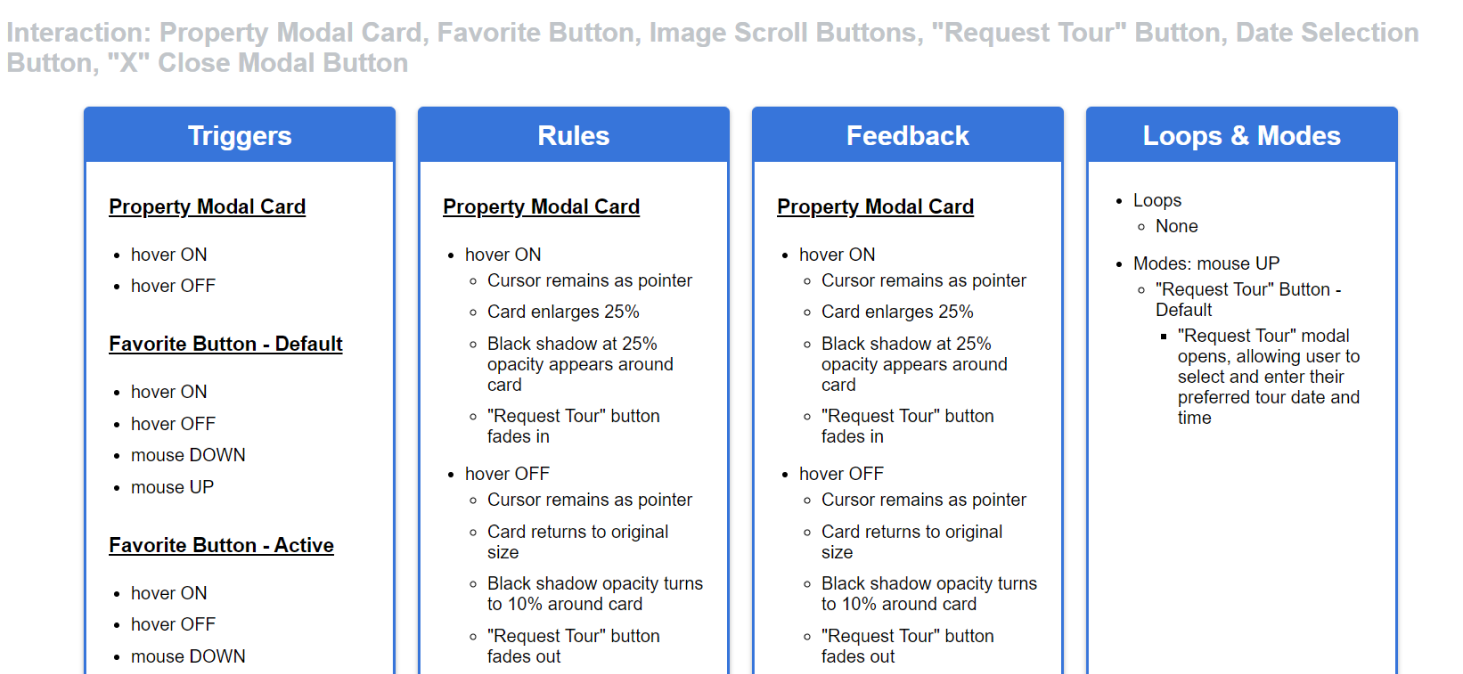 Interaction: Property Modal Card, Favorite Button, Image Scroll Buttons, "Request Tour" Button, Date Selection
Button, "X" Close Modal Button
Triggers
Property Modal Card
hover ON
hover OFF
Favorite Button - Default
hover ON
hover OFF
mouse DOWN
mouse UP
Favorite Button - Active
hover ON
hover OFF
mouse DOWN
Rules
Property Modal Card
hover ON
Cursor remains as pointer
Card enlarges 25%
Black shadow at 25%
opacity appears around
card
"Request Tour" button
fades in
hover OFF
Cursor remains as pointer
Card returns to original
size
Black shadow opacity turns
to 10% around card
"Request Tour" button
fades out
Feedback
Property Modal Card
hover ON
Cursor remains as pointer
Card enlarges 25%
Black shadow at 25%
opacity appears around
card
"Request Tour" button
fades in
hover OFF
Cursor remains as pointer
Card returns to original
size
Black shadow opacity turns
to 10% around card
"Request Tour" button
fades out
Loops & Modes
Loops
None
Modes: mouse UP
"Request Tour" Button -
Default
"Request Tour" modal
opens, allowing user to
select and enter their
preferred tour date and
time